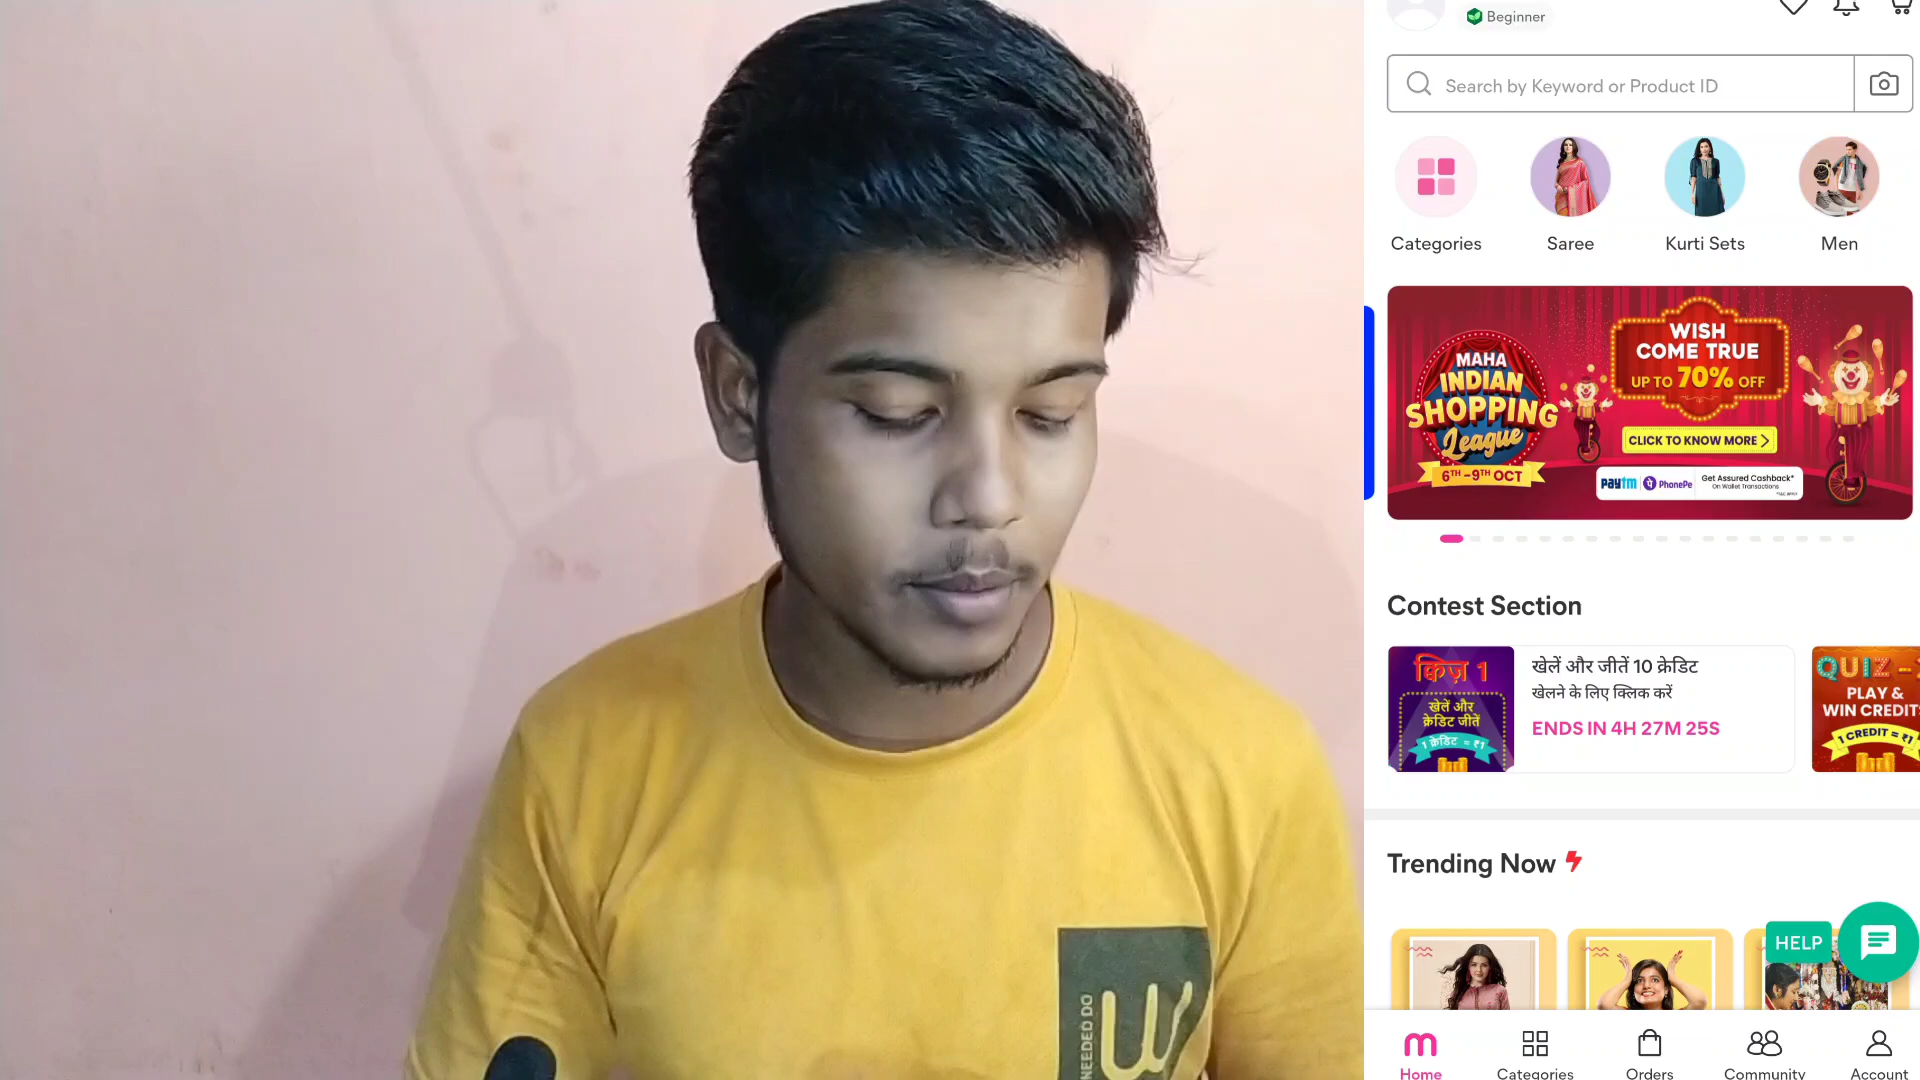 Beginner
Search by Keyword or Product ID
Categories
Saree
Kurti Sets
Men
MAHA
INDIAN
SHOPPING
League
6TH - 9TH OCT
WISH
COME TRUE
UP TO 70% OFF
CLICK TO KNOW MORE
paytm PhonePe
Get Assured Cashback*
On Wallet Transactions
Contest Section
क्विज़ 1
खेलें और
क्रेडिट जीतें
1 क्रेडिट = ₹1
खेलें और जीतें 10 क्रेडिट
खेलने के लिए क्लिक करें
ENDS IN 4H 27M 25S
QUIZ -
PLAY &
WIN CREDIT
1 CREDIT = ₹1
Trending Now
HELP
NEEDED DO
m
Home
Categories
Orders
Community
Account